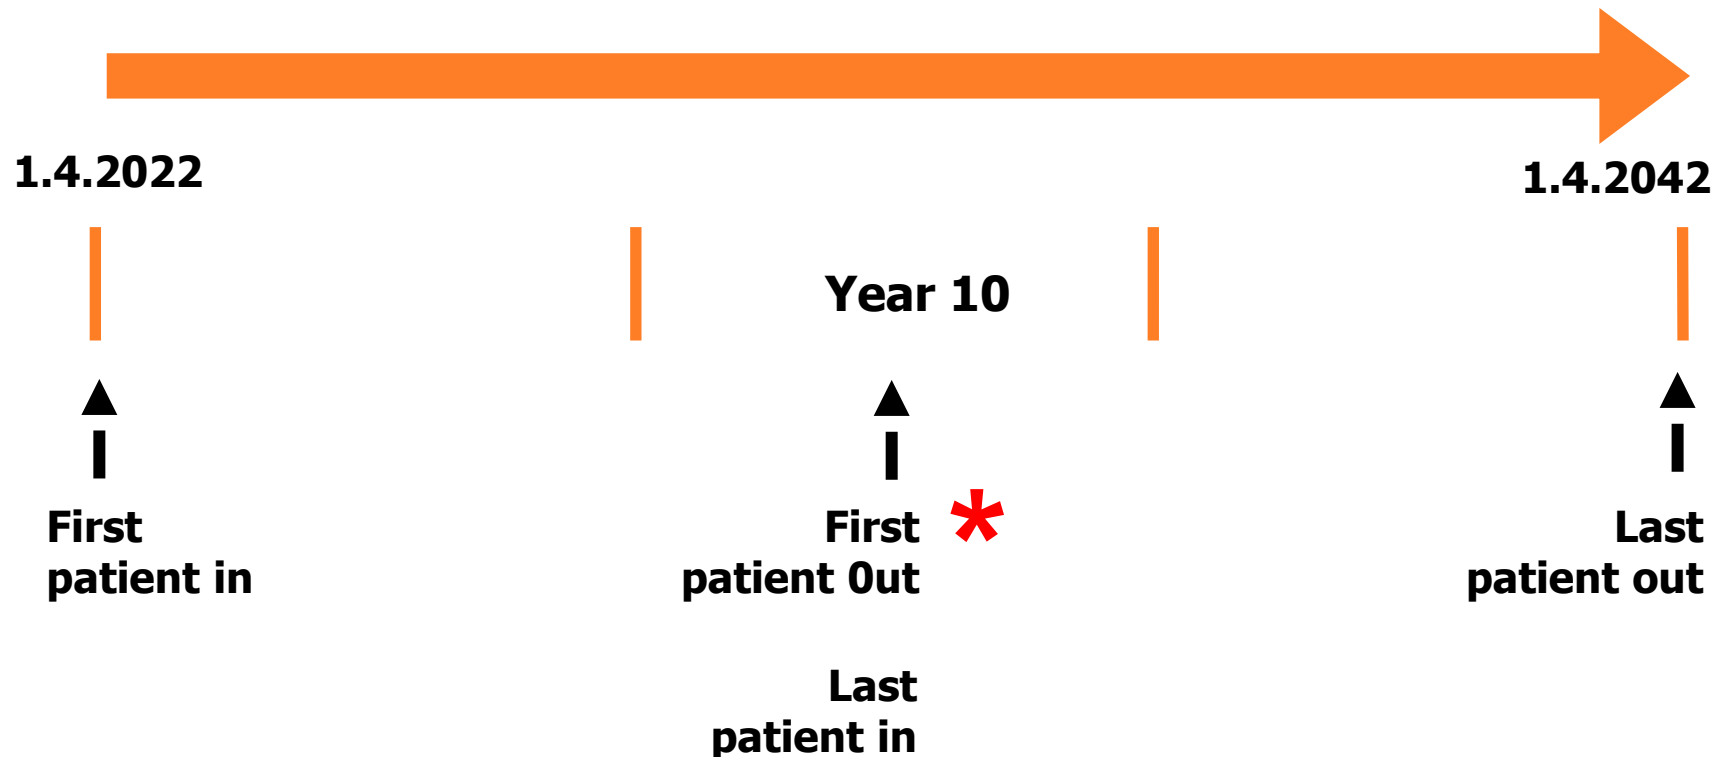 1.4.2022
1.4.2042
Year 10
First
patient in
First *
patient 0ut
Last
patient out
Last
patient in